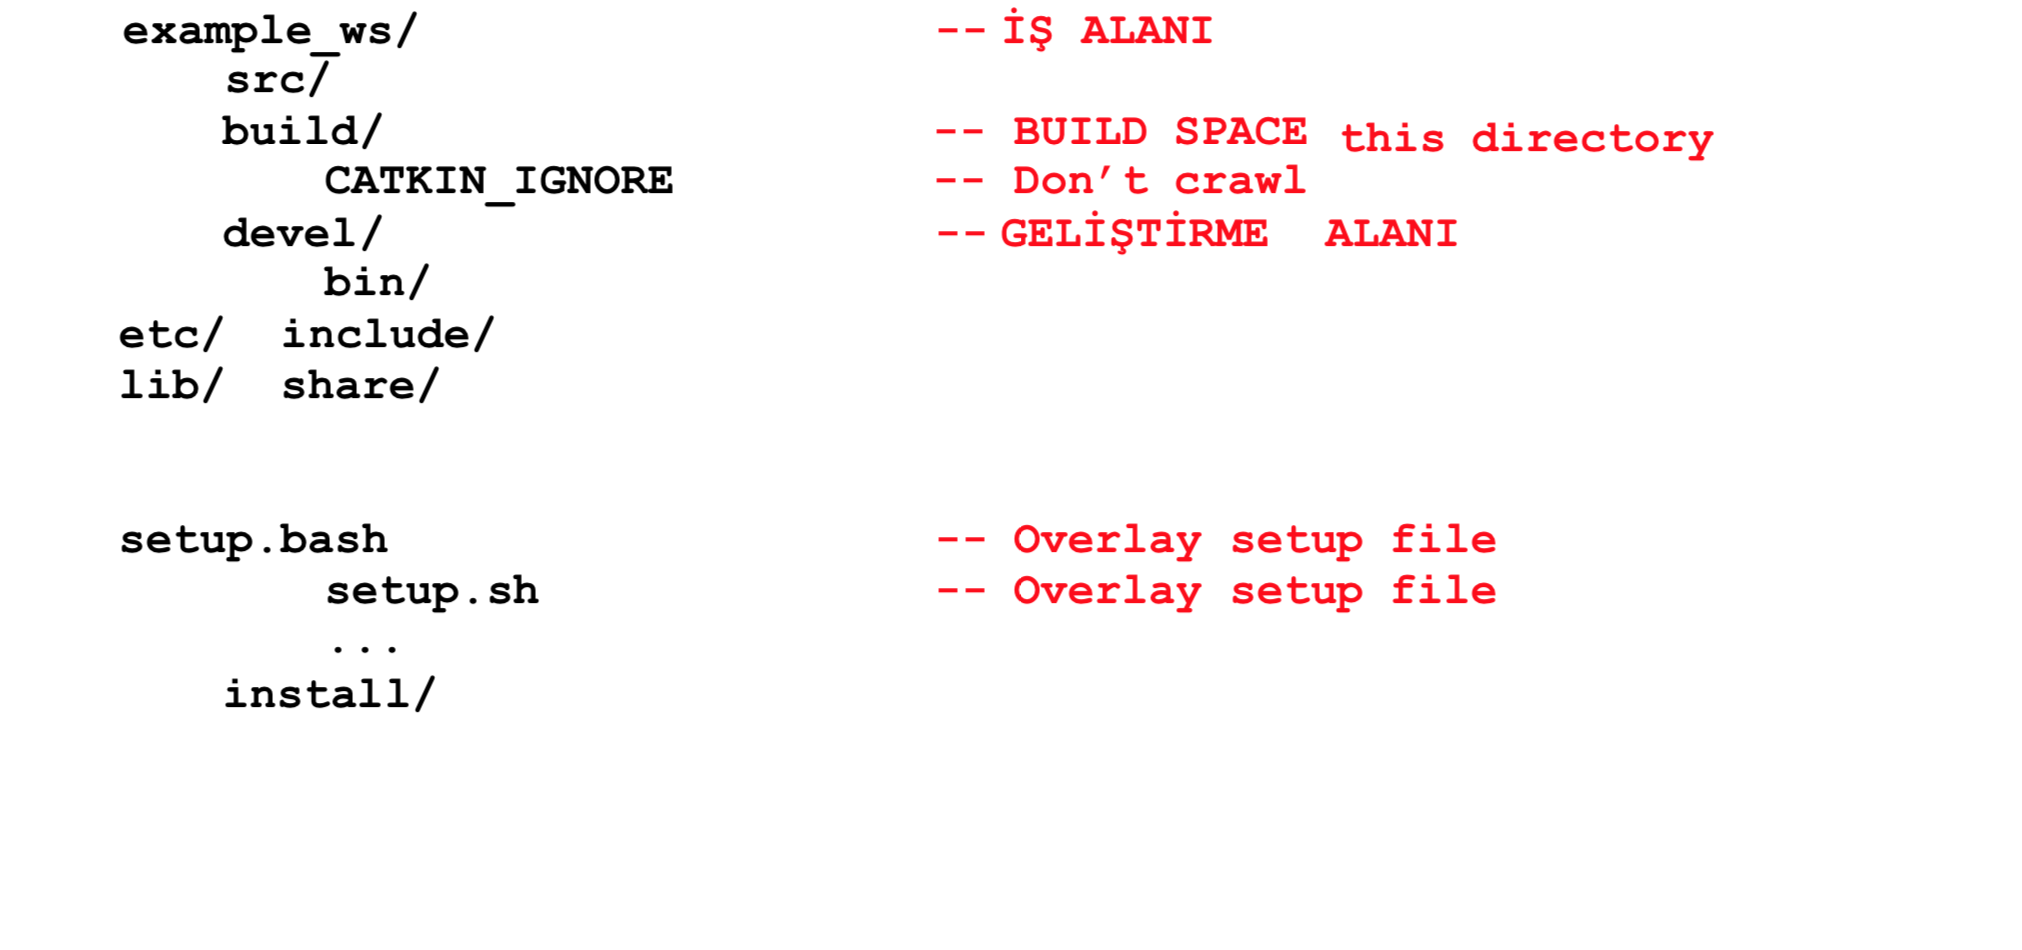 example_ws/ -- İŞ ALANI
src/
build/ -- BUILD SPACE this directory
CATKIN_IGNORE -- Don’t crawl
devel/ -- GELİŞTİRME ALANI
bin/
etc/ include/
lib/ share/
setup.bash -- Overlay setup file
setup.sh -- Overlay setup file
...
install/